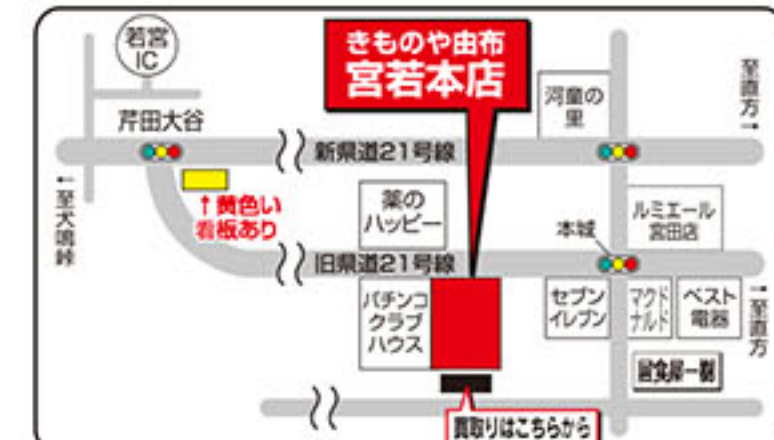 若宮
IC
芹田大谷
きものや由布
宮若本店
河童の
里
至直方→
新県道21号線
←至犬鳴峠
↑黄色い
看板あり
薬の
ハッピー
本城
ルミエール
宮田店
旧県道21号線
パチンコ
クラブ
ハウス
セブン
イレブン
マクド
ナルド
ベスト
電器
→至直方
買取りはこちらから